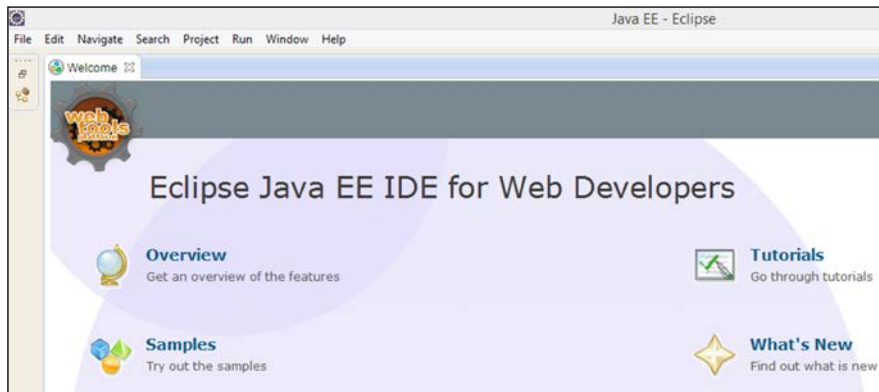 Java EE - Eclipse
File Edit Navigate Search Project Run Window Help
Welcome
web tools platform
Eclipse Java EE IDE for Web Developers
Overview
Get an overview of the features
Tutorials
Go through tutorials
Samples
Try out the samples
What's New
Find out what is new